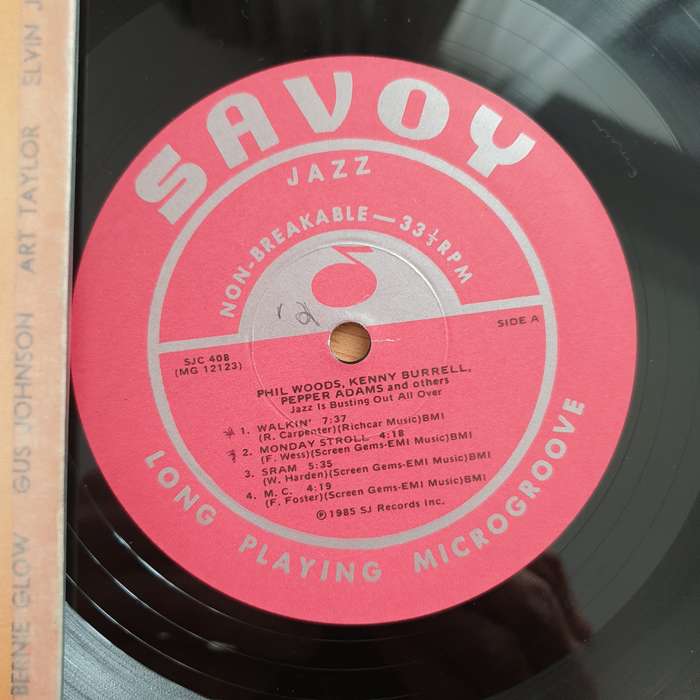 SAVOY
JAZZ
NON-BREAKABLE—33⅓RPM
SIDE A
SJC 408
(MG 12123)
PHIL WOODS, KENNY BURRELL,
PEPPER ADAMS and others
Jazz Is Busting Out All Over
1. WALKIN' 7:37
(R. Carpenter)(Richcar Music)BMI
2. MONDAY STROLL 4:18
(F. Wess)(Screen Gems-EMI Music)BMI
3. SRAM 5:35
(W. Harden)(Screen Gems-EMI Music)BMI
4. M. C. 4:19
(F. Foster)(Screen Gems-EMI Music)BMI
℗1985 SJ Records Inc.
LONG PLAYING MICROGROOVE
BERNIE GLOW GUS JOHNSON ART TAYLOR ELVIN J